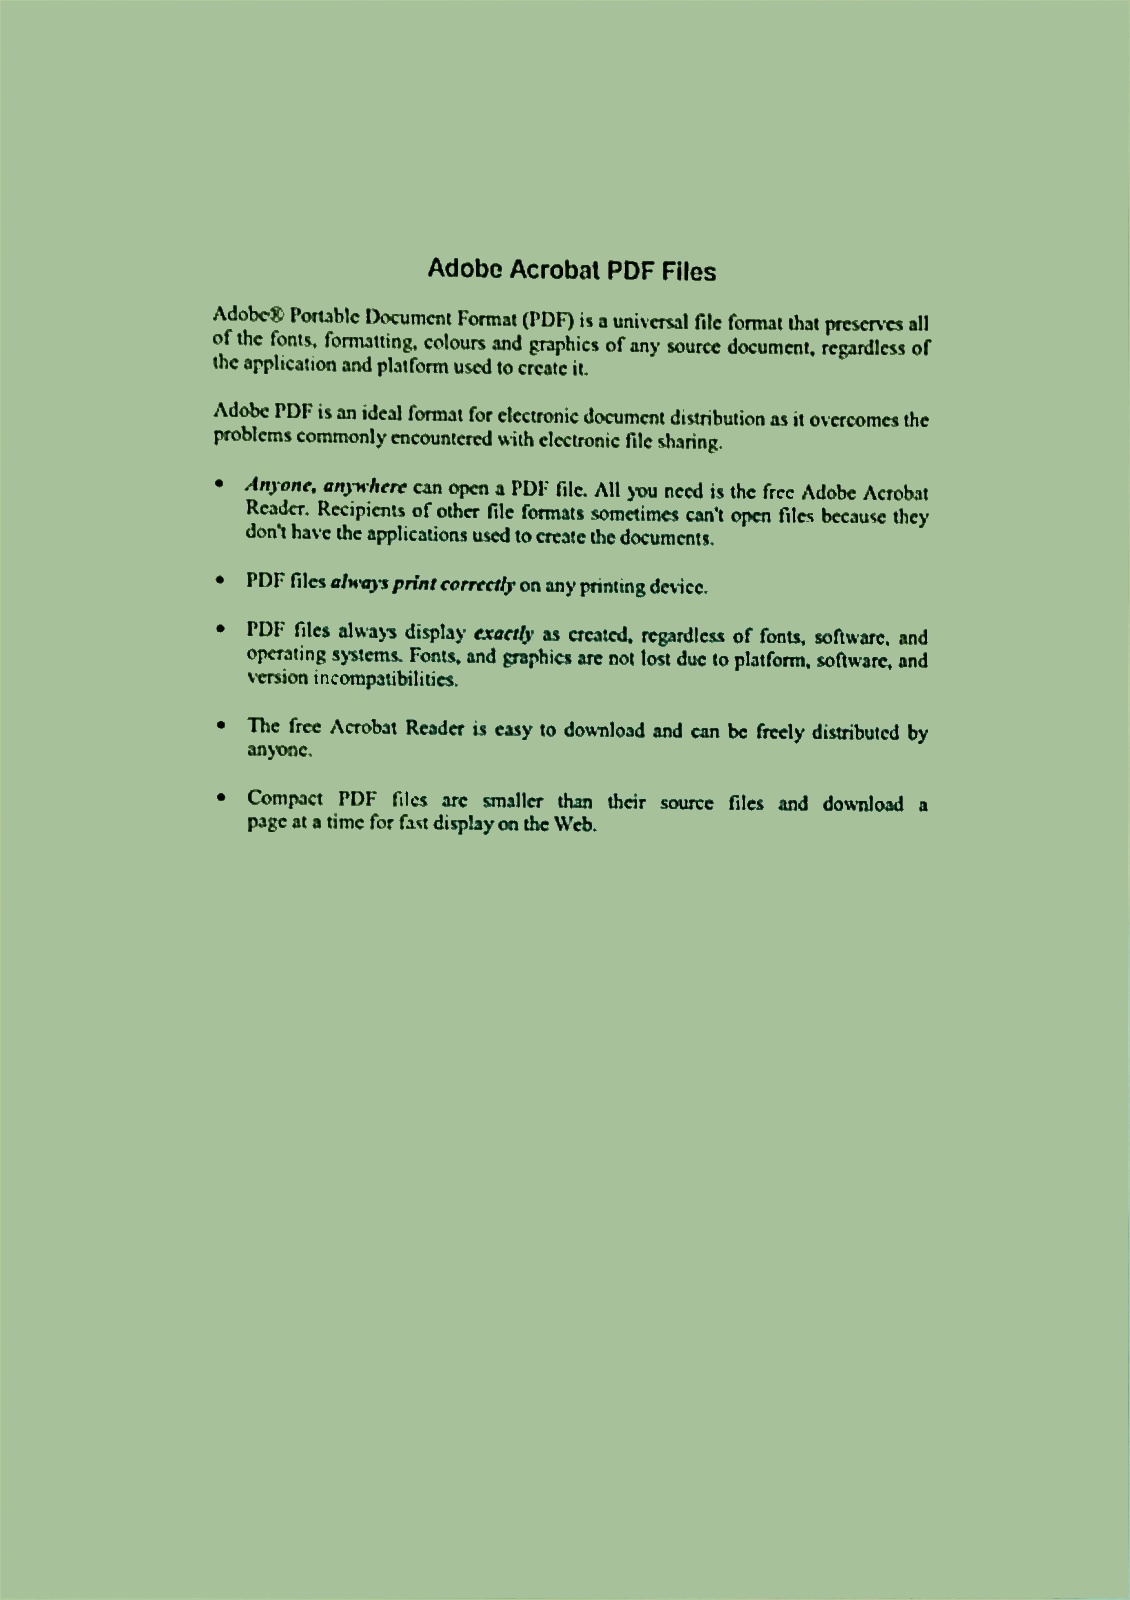 Adobe Acrobat PDF Files
Adobe® Portable Document Format (PDF) is a universal file format that preserves all
of the fonts, formatting, colours and graphics of any source document, regardless of
the application and platform used to create it.
Adobe PDF is an ideal format for electronic document distribution as it overcomes the
problems commonly encountered with electronic file sharing.
• Anyone, anywhere can open a PDF file. All you need is the free Adobe Acrobat
Reader. Recipients of other file formats sometimes can't open files because they
don't have the applications used to create the documents.
• PDF files always print correctly on any printing device.
• PDF files always display exactly as created, regardless of fonts, software, and
operating systems. Fonts, and graphics are not lost due to platform, software, and
version incompatibilities.
• The free Acrobat Reader is easy to download and can be freely distributed by
anyone.
• Compact PDF files are smaller than their source files and download a
page at a time for fast display on the Web.